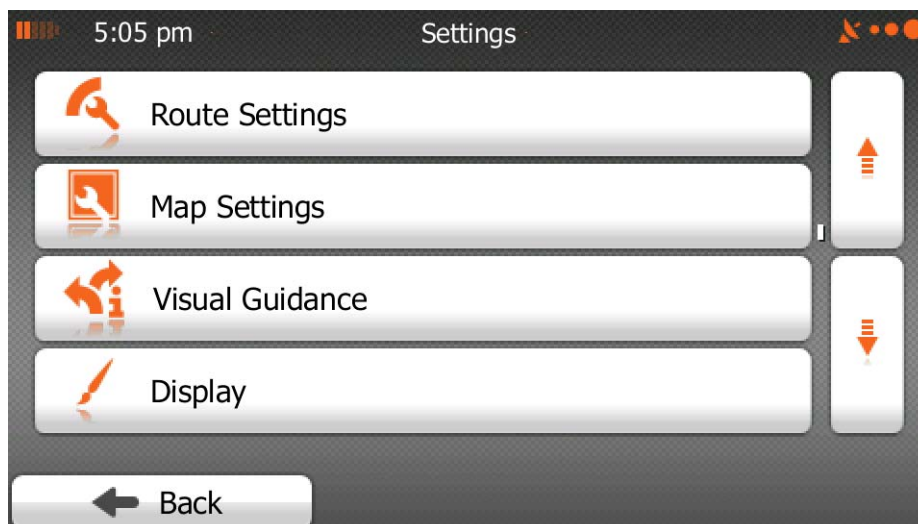 5:05 pm
Settings
Route Settings
Map Settings
Visual Guidance
Display
Back